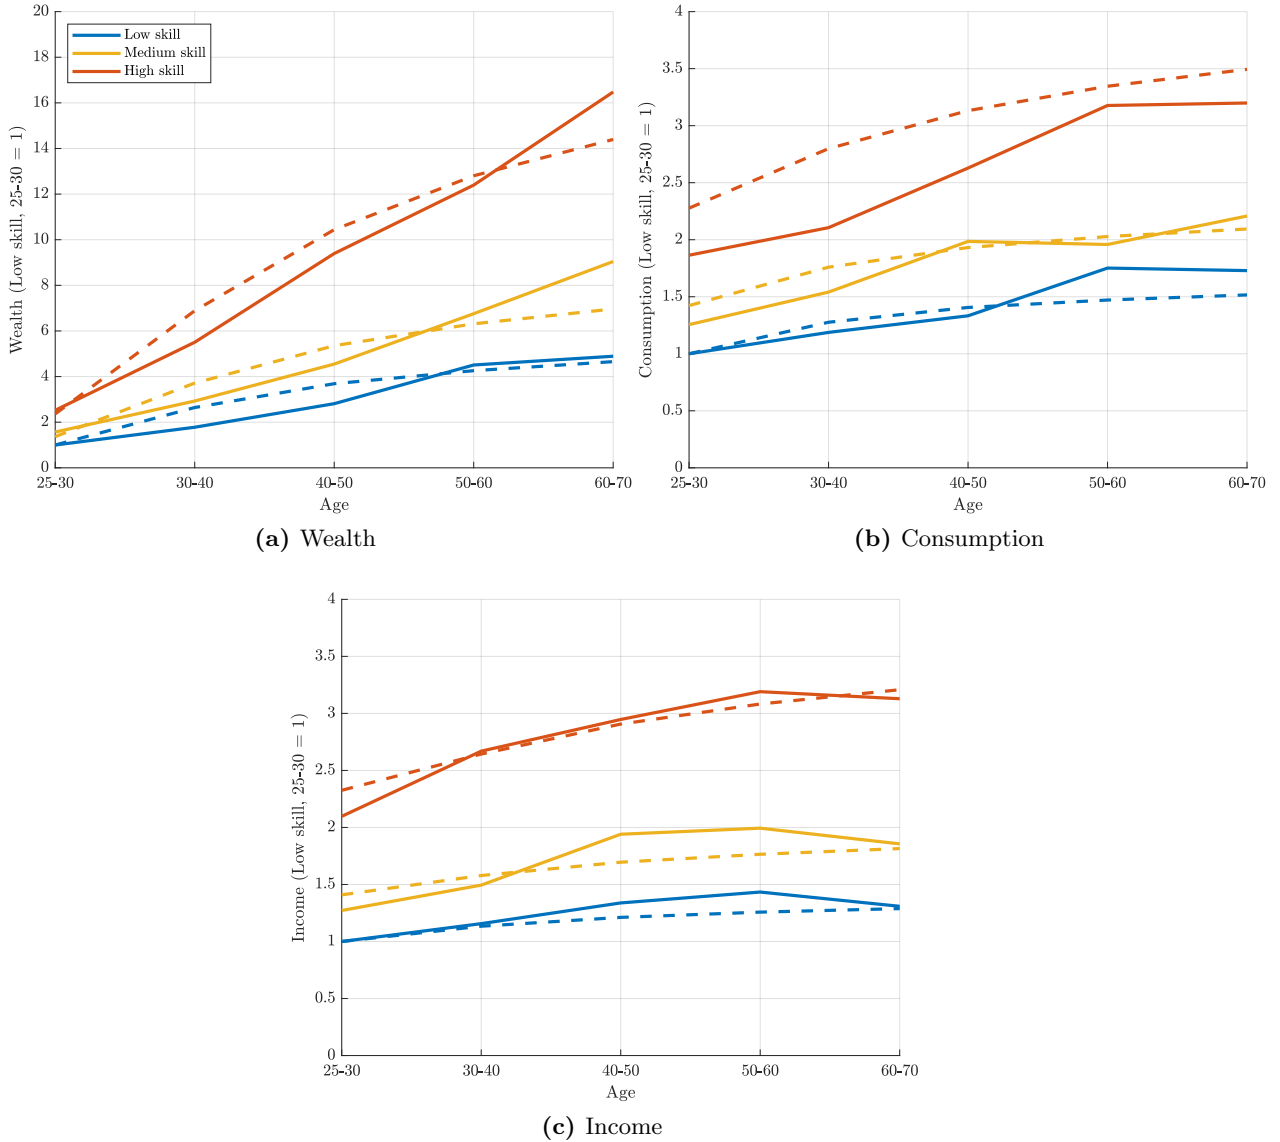 20
18
16
14
12
10
8
6
4
2
0
Wealth (Low skill, 25-30 = 1)
Low skill
Medium skill
High skill
25-30 30-40 40-50 50-60 60-70
Age
(a) Wealth
4
3.5
3
2.5
2
1.5
1
0.5
0
Consumption (Low skill, 25-30 = 1)
25-30 30-40 40-50 50-60 60-70
Age
(b) Consumption
4
3.5
3
2.5
2
1.5
1
0.5
0
Income (Low skill, 25-30 = 1)
25-30 30-40 40-50 50-60 60-70
Age
(c) Income